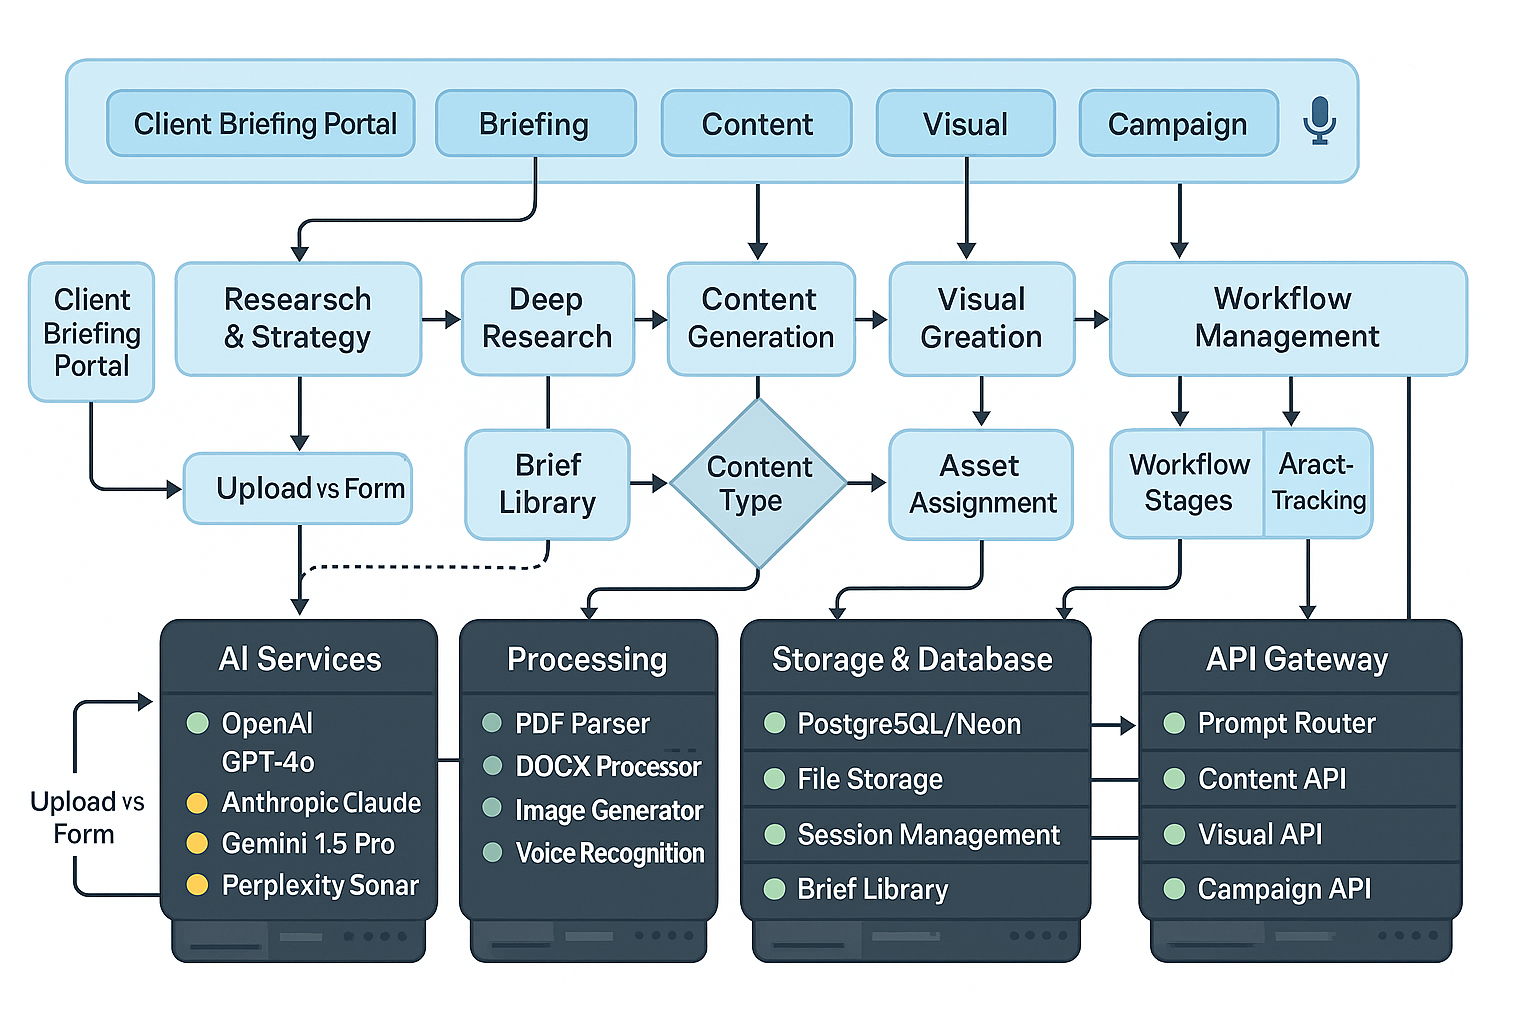 Client Briefing Portal
Briefing
Content
Visual
Campaign
Client
Briefing
Portal
Researsch
& Strategy
Deep
Research
Content
Generation
Visual
Greation
Workflow
Management
Upload vs Form
Brief
Library
Content
Type
Asset
Assignment
Workflow
Stages
Aract-
Tracking
AI Services
OpenAI
GPT-4o
Anthropic Claude
Gemini 1.5 Pro
Perplexity Sonar
Upload vs
Form
Processing
PDF Parser
DOCX Processor
Image Generator
Voice Recognition
Storage & Database
Postgre5QL/Neon
File Storage
Session Management
Brief Library
API Gateway
Prompt Router
Content API
Visual API
Campaign API